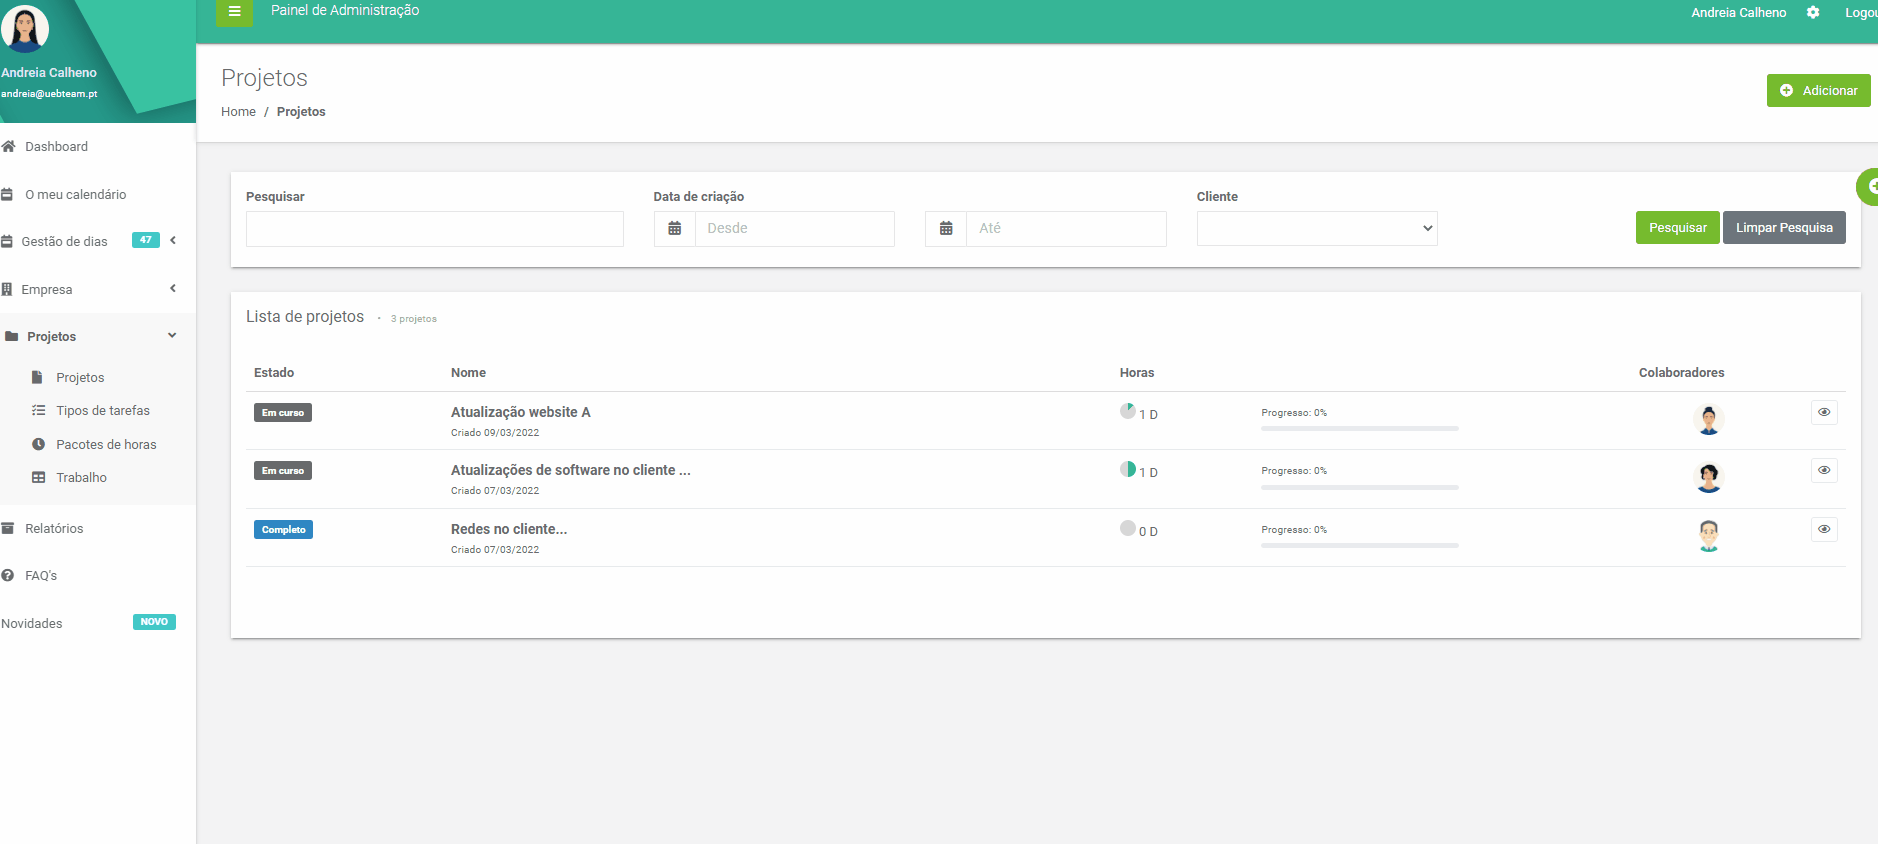 Painel de Administração
Andreia Calheno
Andreia Calheno
andreia@uebteam.pt
Dashboard
O meu calendário
Gestão de dias 47
Empresa
Projetos
Projetos
Tipos de tarefas
Pacotes de horas
Trabalho
Relatórios
FAQ's
Novidades NOVO
Projetos
Home / Projetos
Adicionar
Pesquisar Data de criação Cliente
Desde Até Pesquisar Limpar Pesquisa
Lista de projetos • 3 projetos
Estado Nome Horas Colaboradores
Em curso Atualização website A 1 D Progresso: 0%
Criado 09/03/2022
Em curso Atualizações de software no cliente ... 1 D Progresso: 0%
Criado 07/03/2022
Completo Redes no cliente... 0 D Progresso: 0%
Criado 07/03/2022